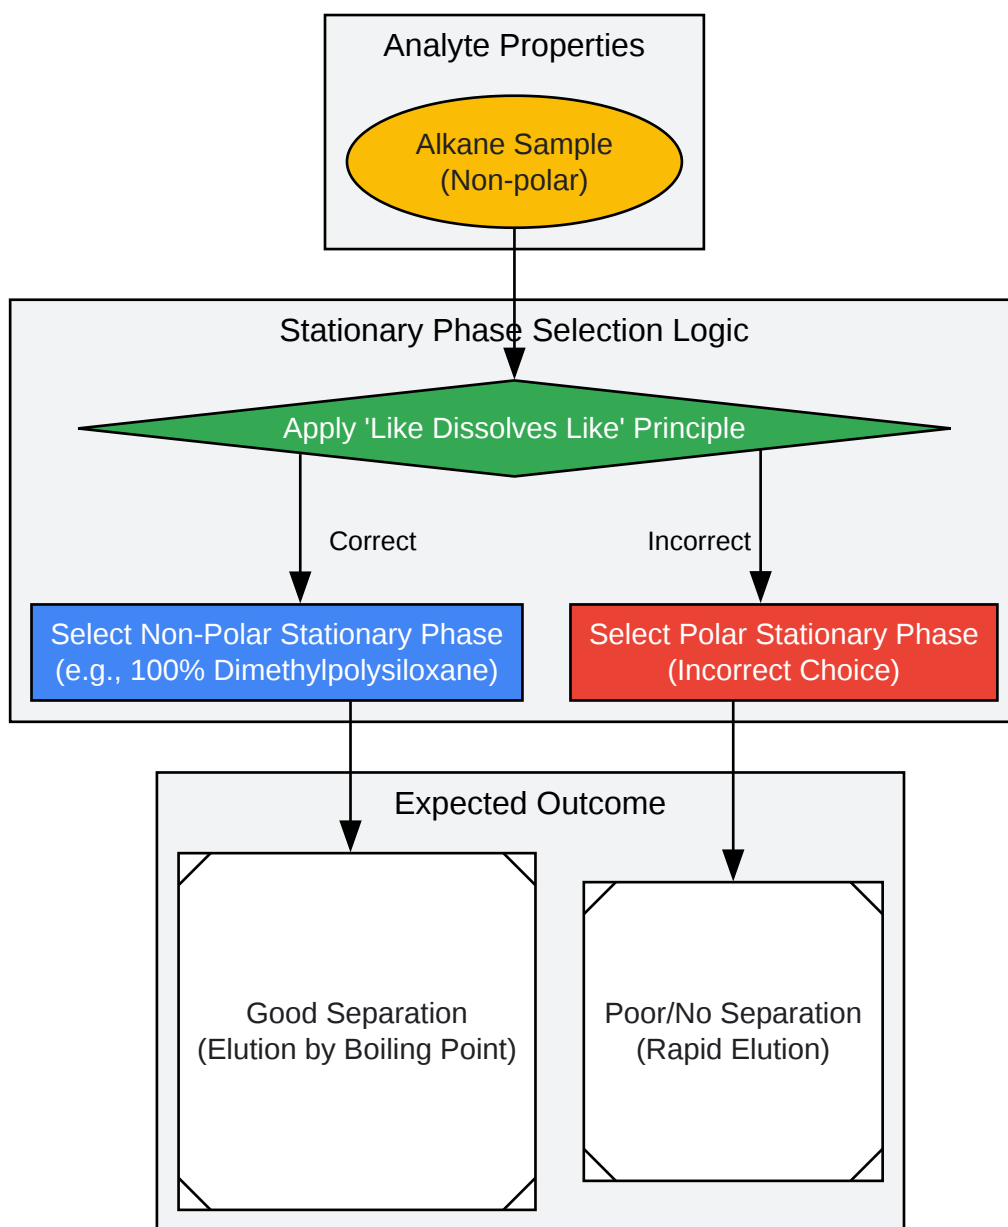 Analyte Properties
Alkane Sample
(Non-polar)
Stationary Phase Selection Logic
Apply 'Like Dissolves Like' Principle
Correct
Incorrect
Select Non-Polar Stationary Phase
(e.g., 100% Dimethylpolysiloxane)
Select Polar Stationary Phase
(Incorrect Choice)
Expected Outcome
Good Separation
(Elution by Boiling Point)
Poor/No Separation
(Rapid Elution)